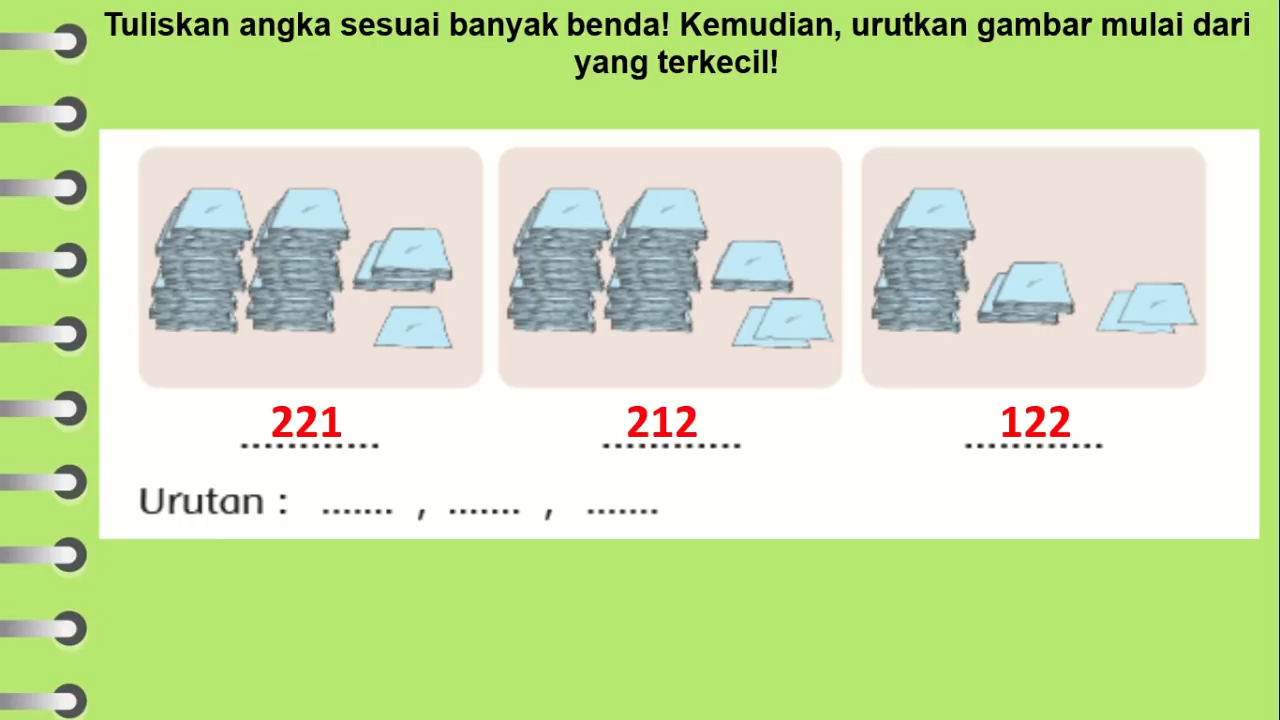 Tuliskan angka sesuai banyak benda! Kemudian, urutkan gambar mulai dari
yang terkecil!
221 212 122
............ ............ ............
Urutan : ....... , ....... , .......